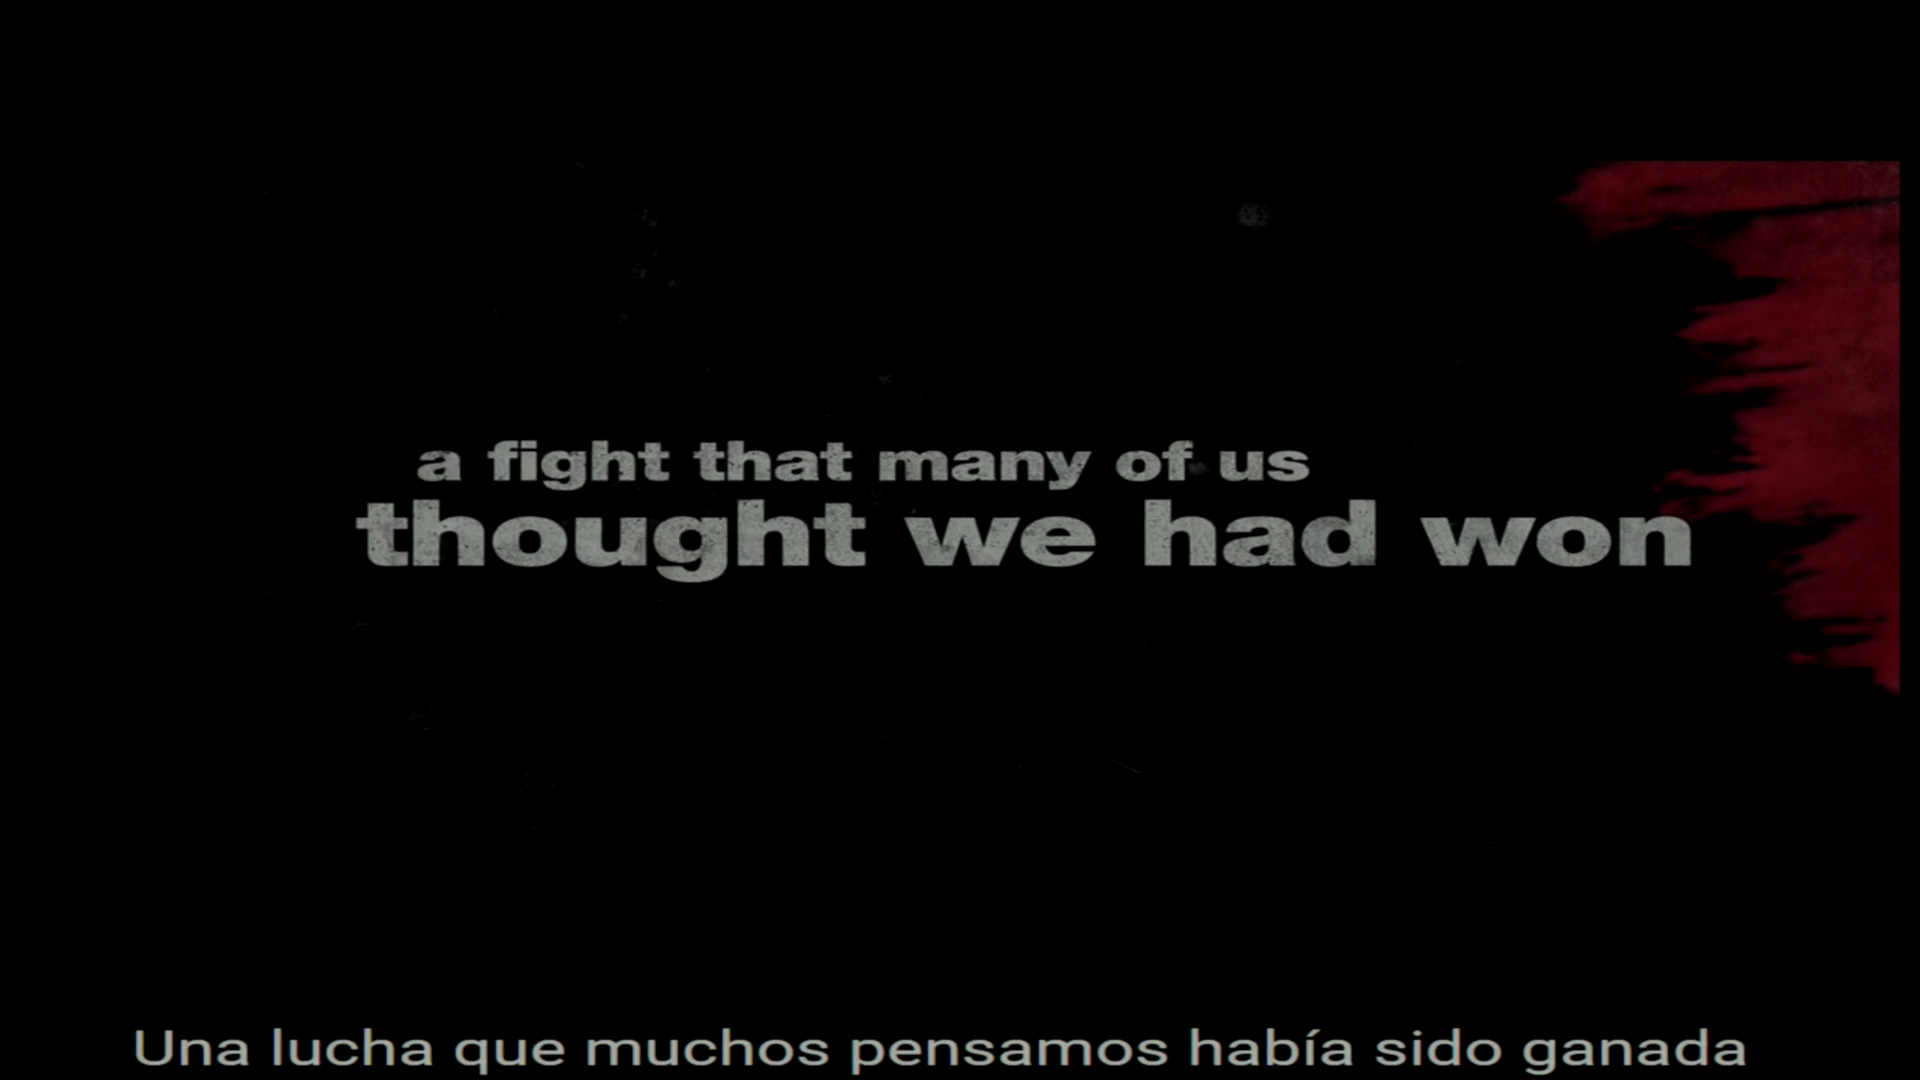 a fight that many of us
thought we had won
Una lucha que muchos pensamos había sido ganada